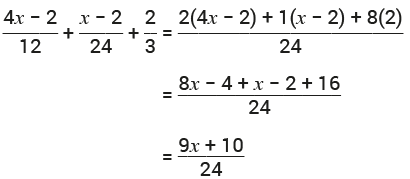 (4x − 2)/12 + (x − 2)/24 + 2/3 = (2(4x − 2) + 1(x − 2) + 8(2))/24
= (8x − 4 + x − 2 + 16)/24
= (9x + 10)/24